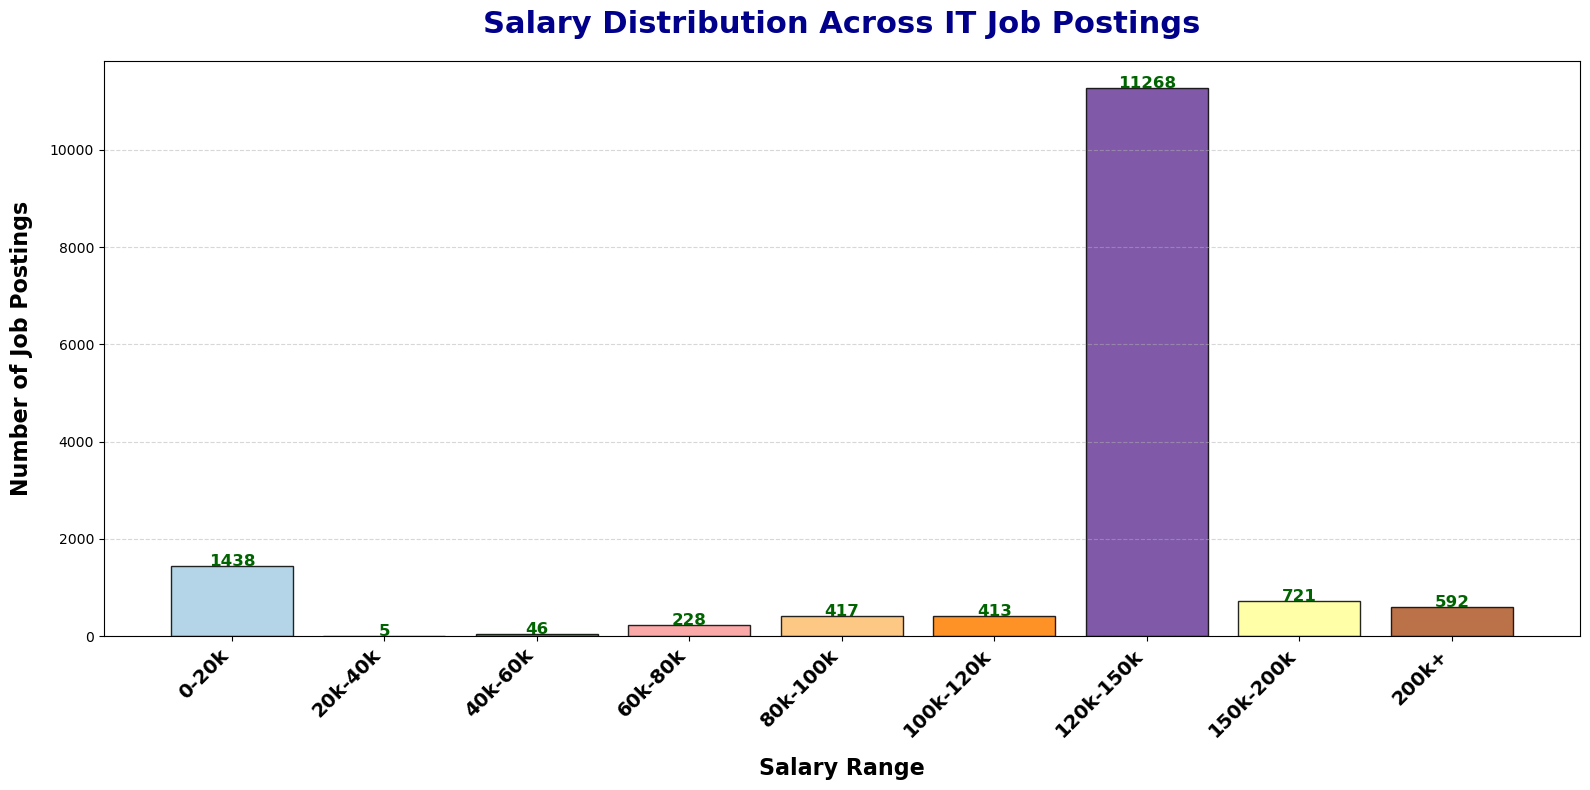 Salary Distribution Across IT Job Postings
Number of Job Postings
10000
8000
6000
4000
2000
0
1438
5
46
228
417
413
11268
721
592
0-20k
20k-40k
40k-60k
60k-80k
80k-100k
100k-120k
120k-150k
150k-200k
200k+
Salary Range